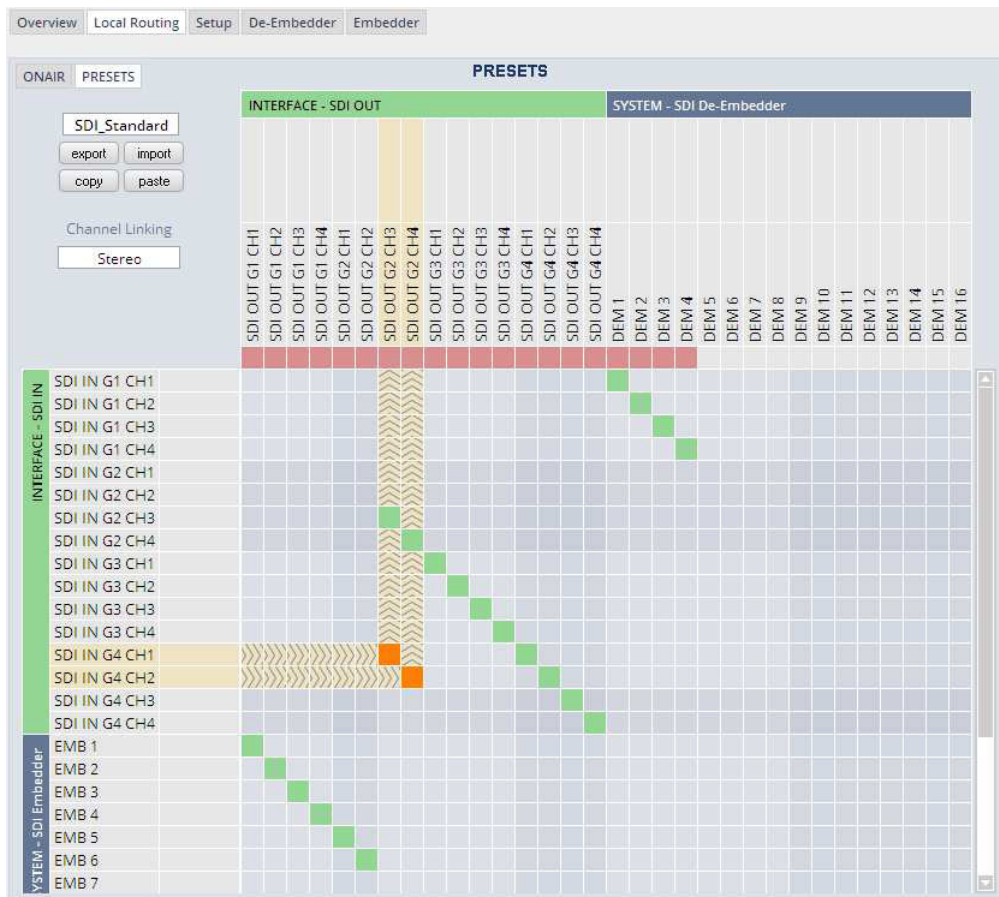 Overview Local Routing Setup De-Embedder Embedder
ONAIR PRESETS
PRESETS
INTERFACE - SDI OUT
SYSTEM - SDI De-Embedder
SDI_Standard
export import
copy paste
Channel Linking
Stereo
SDI OUT G1 CH1
SDI OUT G1 CH2
SDI OUT G1 CH3
SDI OUT G1 CH4
SDI OUT G2 CH1
SDI OUT G2 CH2
SDI OUT G2 CH3
SDI OUT G2 CH4
SDI OUT G3 CH1
SDI OUT G3 CH2
SDI OUT G3 CH3
SDI OUT G3 CH4
SDI OUT G4 CH1
SDI OUT G4 CH2
SDI OUT G4 CH3
SDI OUT G4 CH4
DEM 1
DEM 2
DEM 3
DEM 4
DEM 5
DEM 6
DEM 7
DEM 8
DEM 9
DEM 10
DEM 11
DEM 12
DEM 13
DEM 14
DEM 15
DEM 16
INTERFACE - SDI IN
SDI IN G1 CH1
SDI IN G1 CH2
SDI IN G1 CH3
SDI IN G1 CH4
SDI IN G2 CH1
SDI IN G2 CH2
SDI IN G2 CH3
SDI IN G2 CH4
SDI IN G3 CH1
SDI IN G3 CH2
SDI IN G3 CH3
SDI IN G3 CH4
SDI IN G4 CH1
SDI IN G4 CH2
SDI IN G4 CH3
SDI IN G4 CH4
YSTEM - SDI Embedder
EMB 1
EMB 2
EMB 3
EMB 4
EMB 5
EMB 6
EMB 7